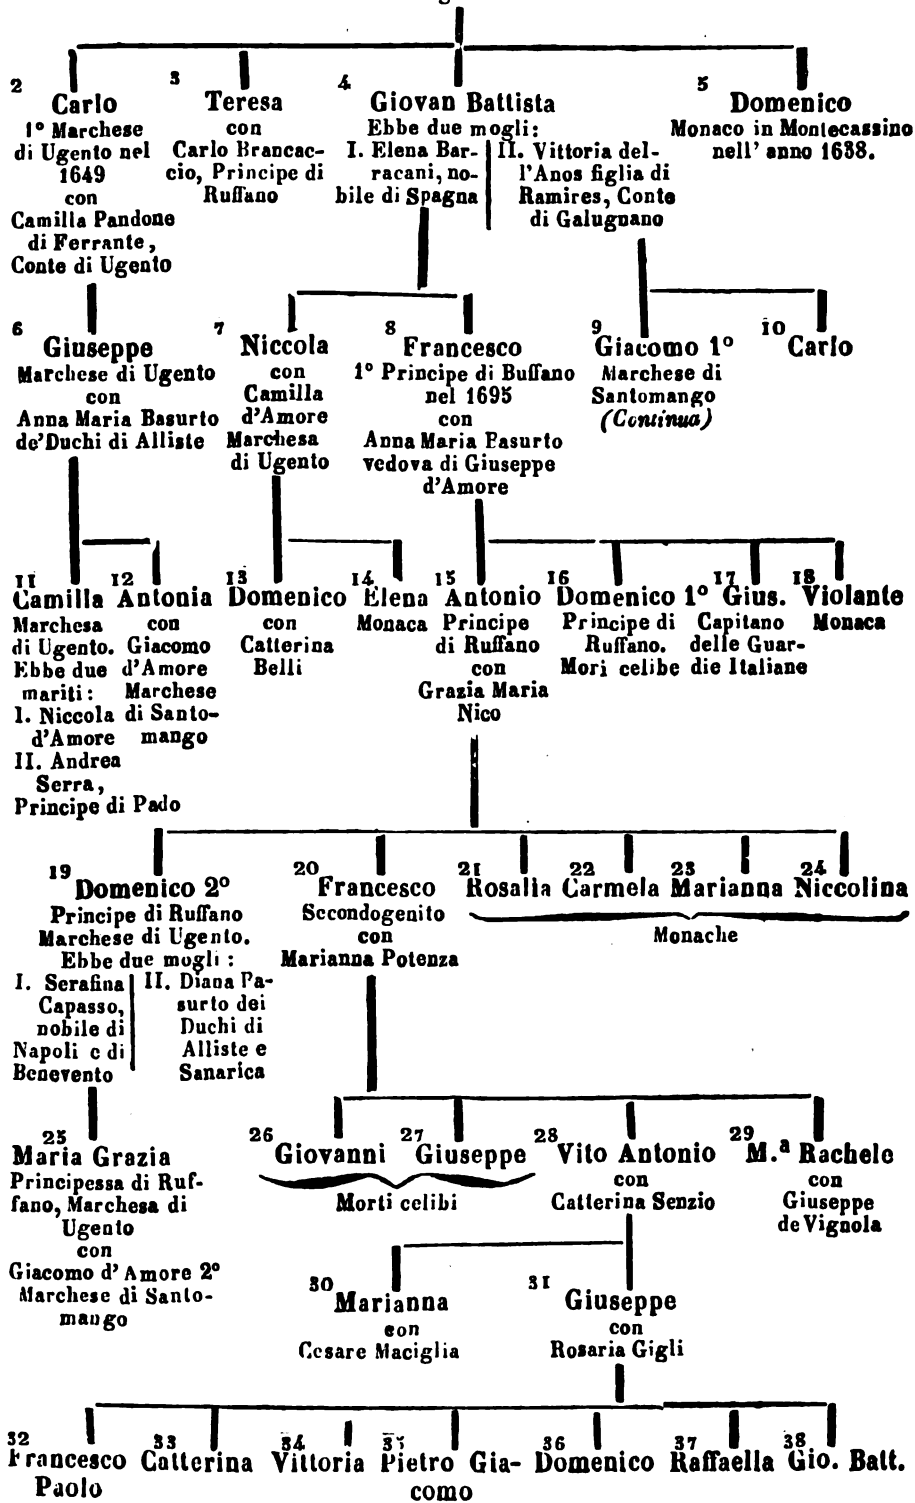 2
Carlo
1º Marchese
di Ugento nel
1649
con
Camilla Pandone
di Ferrante,
Conte di Ugento
3
Teresa
con
Carlo Brancac-
cio, Principe di
Ruffano
4
Giovan Battista
Ebbe due mogli:
I. Elena Bar-
racani, no-
bile di Spagna
II. Vittoria del-
l'Anos figlia di
Ramires, Conte
di Galugnano
5
Domenico
Monaco in Montecassino
nell' anno 1638.
6
Giuseppe
Marchese di Ugento
con
Anna Maria Basurto
de'Duchi di Alliste
7
Niccola
con
Camilla
d'Amore
Marchesa
di Ugento
8
Francesco
1º Principe di Buffano
nel 1695
con
Anna Maria Pasurto
vedova di Giuseppe
d'Amore
9
Giacomo 1º
Marchese di
Santomango
(Continua)
10
Carlo
11
Camilla
Marchesa
di Ugento.
Ebbe due
mariti:
I. Niccola
d'Amore
II. Andrea
Serra,
Principe di Pado
12
Antonia
con
Giacomo
d'Amore
Marchese
di Santo-
mango
13
Domenico
con
Catterina
Belli
14
Elena
Monaca
15
Antonio
Principe
di Ruffano
con
Grazia Maria
Nico
16
Domenico 1º
Principe di
Ruffano.
Mori celibe
17
Gius.
Capitano
delle Guar-
die Italiane
18
Violante
Monaca
19
Domenico 2º
Principe di Ruffano
Marchese di Ugento.
Ebbe due mogli :
I. Serafina
Capasso,
nobile di
Napoli e di
Benevento
II. Diana Pa-
surto dei
Duchi di
Alliste e
Sanarica
20
Francesco
Secondogenito
con
Marianna Potenza
21
Rosalia
22
Carmela
23
Marianna
24
Niccolina
Monache
25
Maria Grazia
Principessa di Ruf-
fano, Marchesa di
Ugento
con
Giacomo d' Amore 2º
Marchese di Santo-
mango
26
Giovanni
27
Giuseppe
Morti celibi
28
Vito Antonio
con
Catterina Senzio
29
M.ª Rachele
con
Giuseppe
de Vignola
30
Marianna
con
Cesare Maciglia
31
Giuseppe
con
Rosaria Gigli
32
Francesco
Paolo
33
Catterina
34
Vittoria
35
Pietro Gia-
como
36
Domenico
37
Raffaella
38
Gio. Batt.